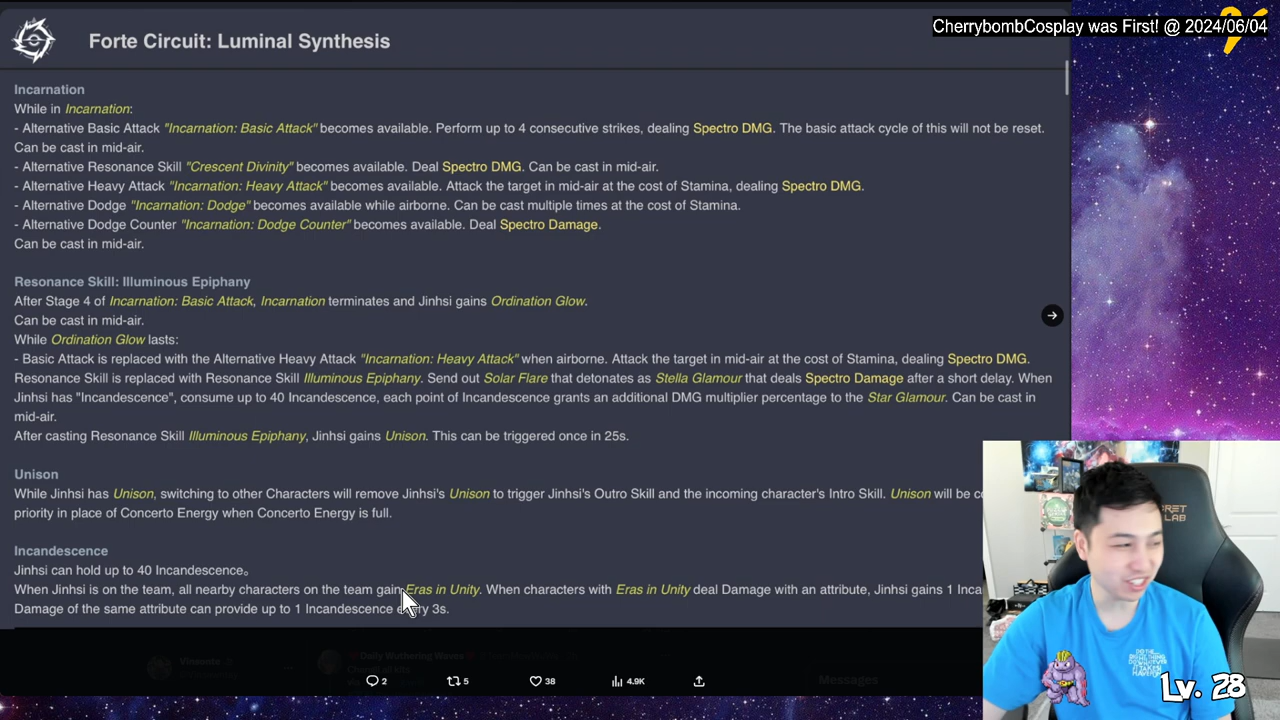 CherrybombCosplay was First! @ 2024/06/04
Forte Circuit: Luminal Synthesis
Incarnation
While in Incarnation:
- Alternative Basic Attack "Incarnation: Basic Attack" becomes available. Perform up to 4 consecutive strikes, dealing Spectro DMG. The basic attack cycle of this will not be reset.
Can be cast in mid-air.
- Alternative Resonance Skill "Crescent Divinity" becomes available. Deal Spectro DMG. Can be cast in mid-air.
- Alternative Heavy Attack "Incarnation: Heavy Attack" becomes available. Attack the target in mid-air at the cost of Stamina, dealing Spectro DMG.
- Alternative Dodge "Incarnation: Dodge" becomes available while airborne. Can be cast multiple times at the cost of Stamina.
- Alternative Dodge Counter "Incarnation: Dodge Counter" becomes available. Deal Spectro Damage.
Can be cast in mid-air.
Resonance Skill: Illuminous Epiphany
After Stage 4 of Incarnation: Basic Attack, Incarnation terminates and Jinhsi gains Ordination Glow.
Can be cast in mid-air.
While Ordination Glow lasts:
- Basic Attack is replaced with the Alternative Heavy Attack "Incarnation: Heavy Attack" when airborne. Attack the target in mid-air at the cost of Stamina, dealing Spectro DMG.
Resonance Skill is replaced with Resonance Skill Illuminous Epiphany. Send out Solar Flare that detonates as Stella Glamour that deals Spectro Damage after a short delay. When
Jinhsi has "Incandescence", consume up to 40 Incandescence, each point of Incandescence grants an additional DMG multiplier percentage to the Star Glamour. Can be cast in
mid-air.
After casting Resonance Skill Illuminous Epiphany, Jinhsi gains Unison. This can be triggered once in 25s.
Unison
While Jinhsi has Unison, switching to other Characters will remove Jinhsi's Unison to trigger Jinhsi's Outro Skill and the incoming character's Intro Skill. Unison will be
priority in place of Concerto Energy when Concerto Energy is full.
Incandescence
Jinhsi can hold up to 40 Incandescence。
When Jinhsi is on the team, all nearby characters on the team gain Eras in Unity. When characters with Eras in Unity deal Damage with an attribute, Jinhsi gains 1
Damage of the same attribute can provide up to 1 Incandescence every 3s.
Daily Wuthering Waves
Messages
2 5 38 4.9K
Lv. 28